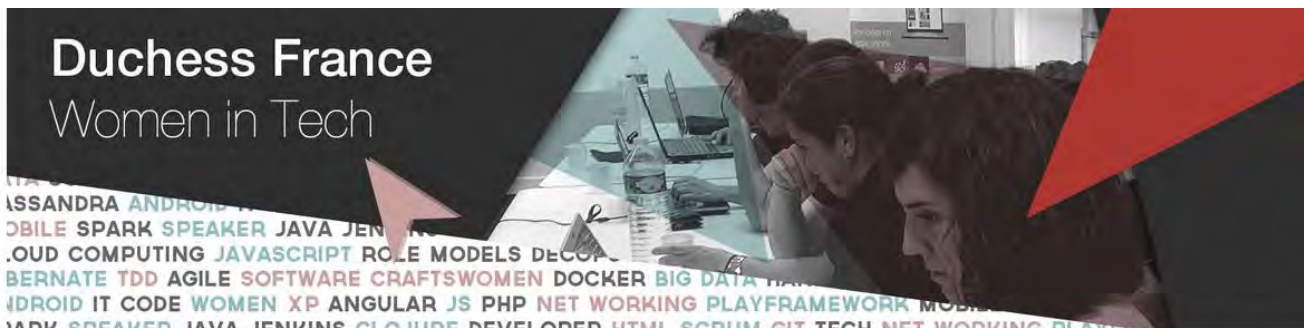 Duchess France
Women in Tech
ASSANDRA ANDROID
OBILE SPARK SPEAKER JAVA
LOUD COMPUTING JAVASCRIPT ROLE MODELS
BERNATE TDD AGILE SOFTWARE CRAFTSWOMEN DOCKER BIG DATA
NDROID IT CODE WOMEN XP ANGULAR JS PHP NET WORKING PLAYFRAMEWORK
SPEAKER JAVA JENKINS CLOJURE DEVELOPER HTML SCRUM GIT TECH NET WORKING